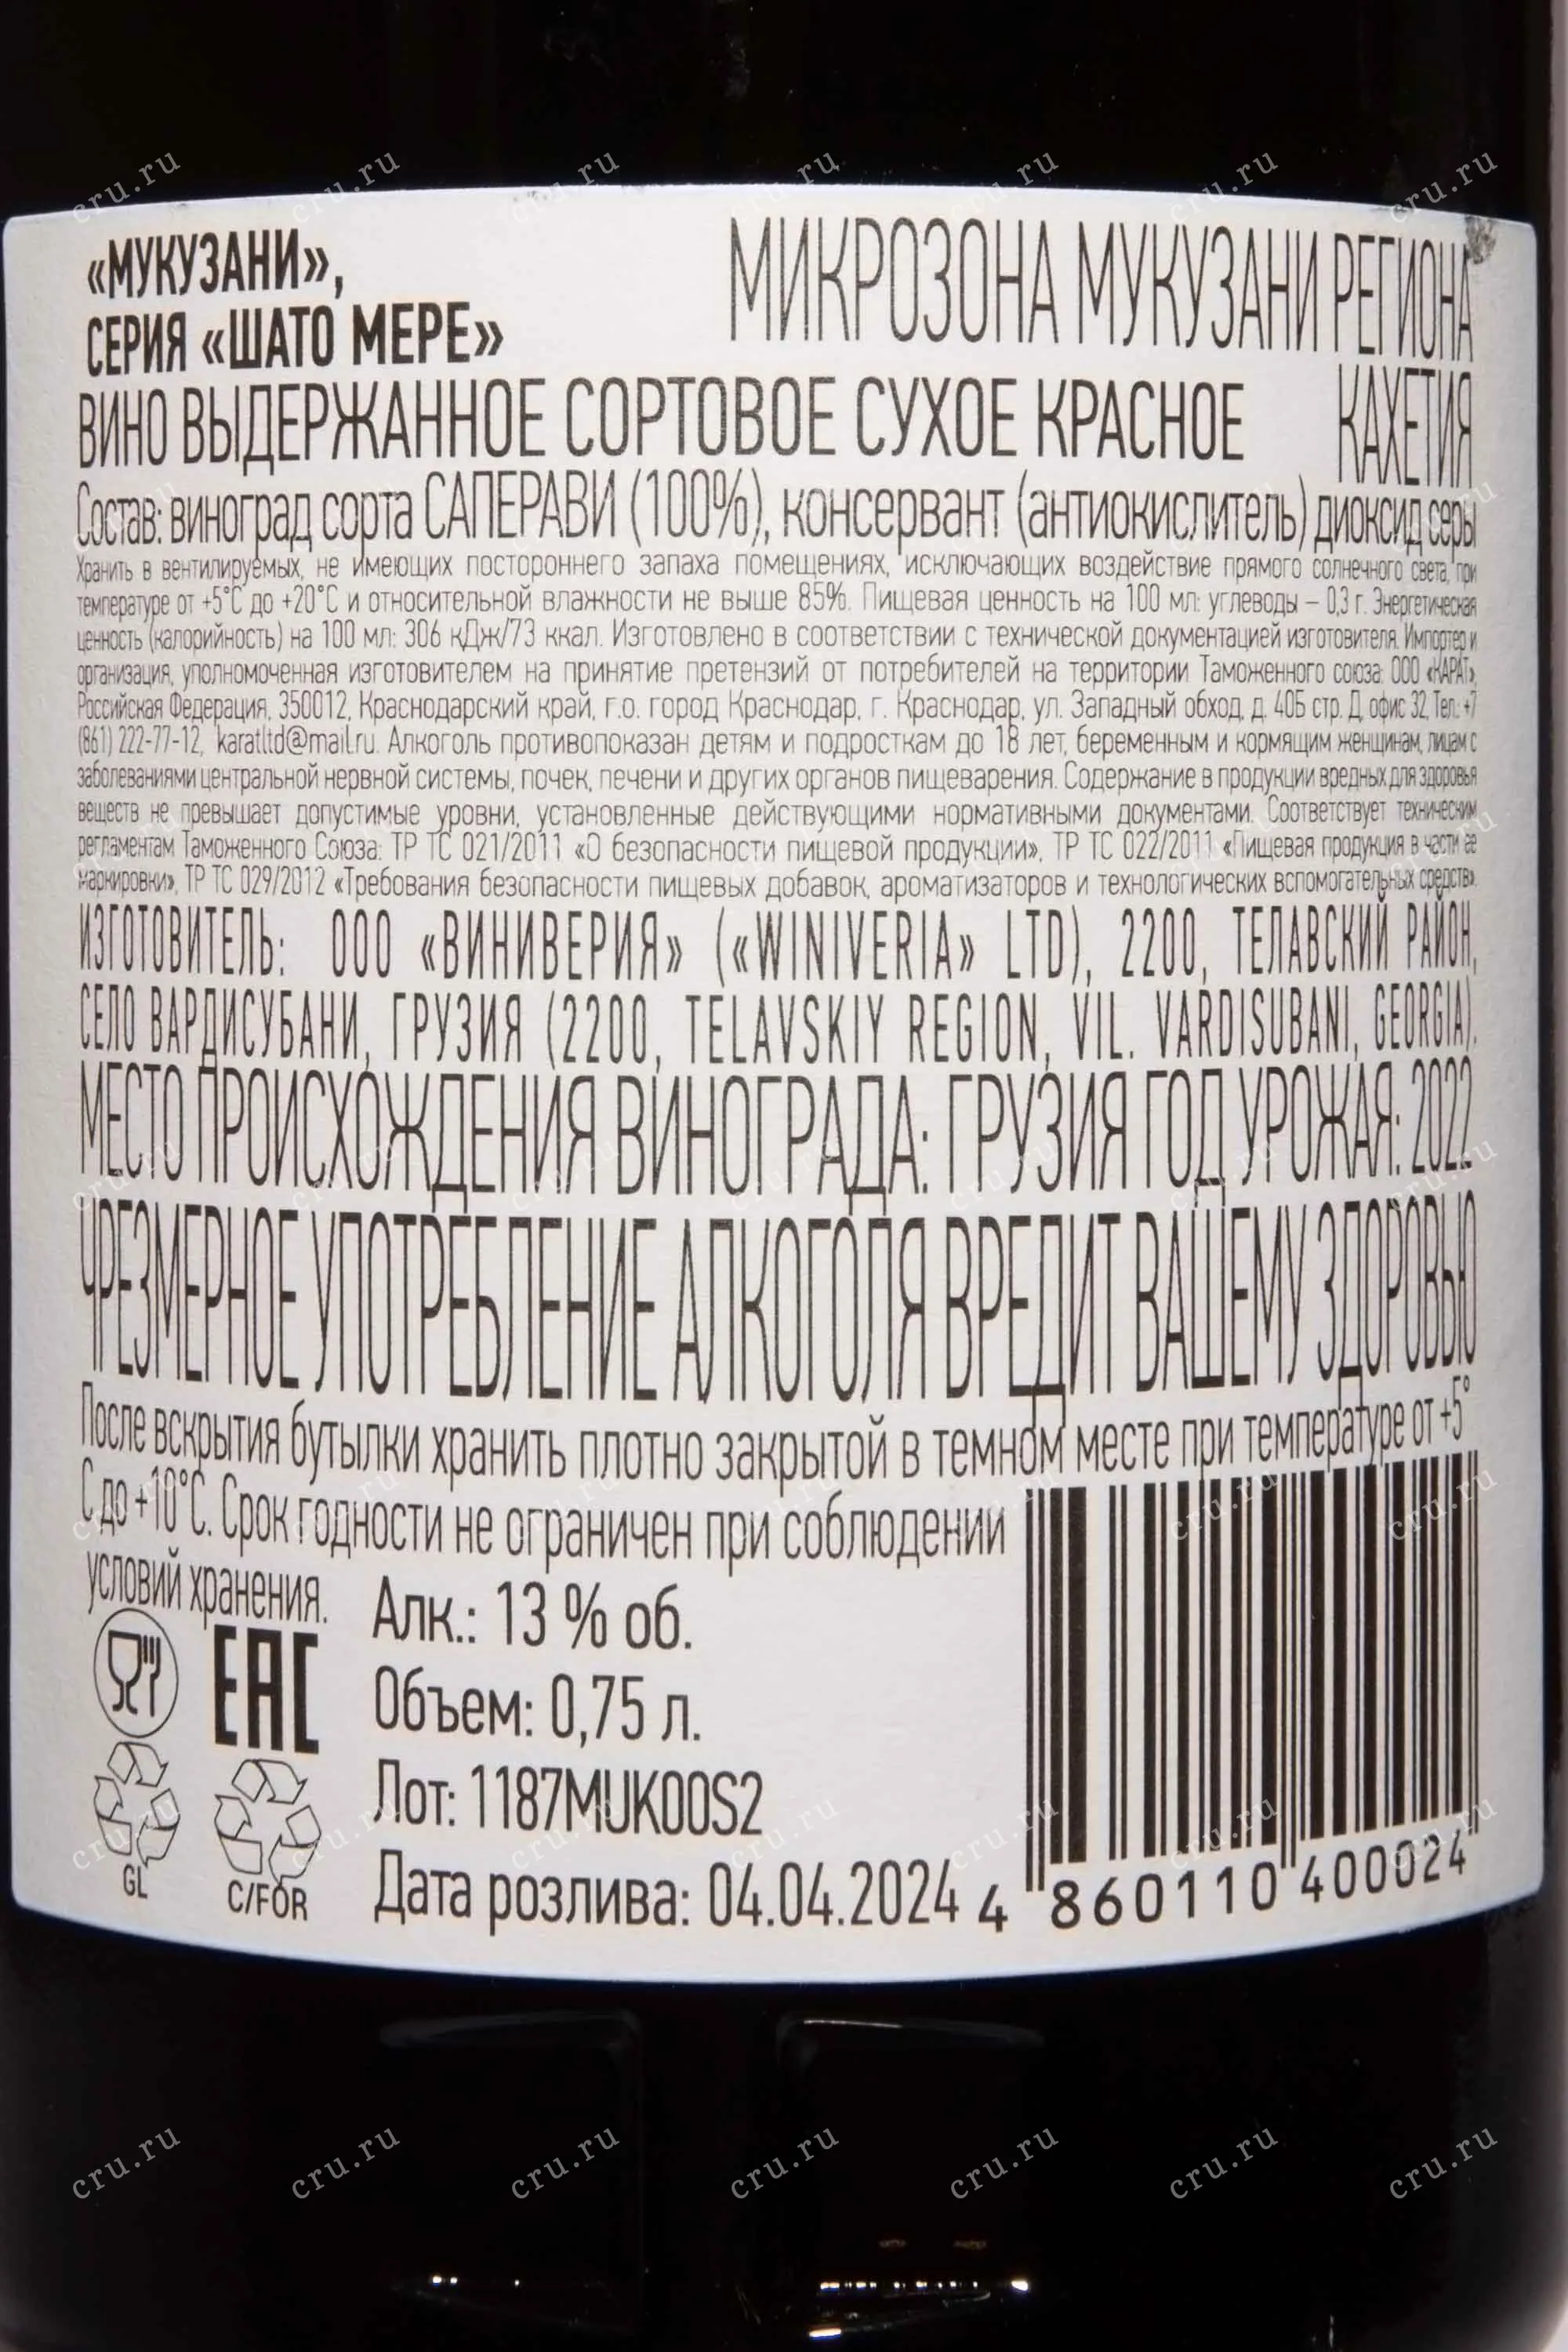 «МУКУЗАНИ»,
СЕРИЯ «ШАТО МЕРЕ»
МИКРОЗОНА МУКУЗАНИ РЕГИОНА
КАХЕТИЯ
ВИНО ВЫДЕРЖАННОЕ СОРТОВОЕ СУХОЕ КРАСНОЕ
Состав: виноград сорта САПЕРАВИ (100%), консервант (антиокислитель) диоксид серы
Хранить в вентилируемых, не имеющих постороннего запаха помещениях, исключающих воздействие прямого солнечного света, при
температуре от +5°С до +20°С и относительной влажности не выше 85%. Пищевая ценность на 100 мл: углеводы – 0,3 г. Энергетическая
ценность (калорийность) на 100 мл: 306 кДж/73 ккал. Изготовлено в соответствии с технической документацией изготовителя. Импортер и
организация, уполномоченная изготовителем на принятие претензий от потребителей на территории Таможенного союза: ООО «КАРАТ»,
Российская Федерация, 350012, Краснодарский край, г.о. город Краснодар, г. Краснодар, ул. Западный обход, д. 40Б стр. Д, офис 32, Тел.: +7
(861) 222-77-12, karatltd@mail.ru. Алкоголь противопоказан детям и подросткам до 18 лет, беременным и кормящим женщинам, лицам с
заболеваниями центральной нервной системы, почек, печени и других органов пищеварения. Содержание в продукции вредных для здоровья
веществ не превышает допустимые уровни, установленные действующими нормативными документами. Соответствует техническим
регламентам Таможенного Союза: ТР ТС 021/2011 «О безопасности пищевой продукции», ТР ТС 022/2011 «Пищевая продукция в части ее
маркировки», ТР ТС 029/2012 «Требования безопасности пищевых добавок, ароматизаторов и технологических вспомогательных средств».
ИЗГОТОВИТЕЛЬ: ООО «ВИНИВЕРИЯ» («WINIVERIA» LTD), 2200, ТЕЛАВСКИЙ РАЙОН,
СЕЛО ВАРДИСУБАНИ, ГРУЗИЯ (2200, TELAVSKIY REGION, VIL. VARDISUBANI, GEORGIA).
МЕСТО ПРОИСХОЖДЕНИЯ ВИНОГРАДА: ГРУЗИЯ ГОД УРОЖАЯ: 2022
ЧРЕЗМЕРНОЕ УПОТРЕБЛЕНИЕ АЛКОГОЛЯ ВРЕДИТ ВАШЕМУ ЗДОРОВЬЮ
После вскрытия бутылки хранить плотно закрытой в темном месте при температуре от +5°
С до +10°С. Срок годности не ограничен при соблюдении
условий хранения.
Алк.: 13 % об.
EAC
Объем: 0,75 л.
Лот: 1187MUK00S2
GL
C/FOR
Дата розлива: 04.04.2024
4 860110 400024
cru.ru